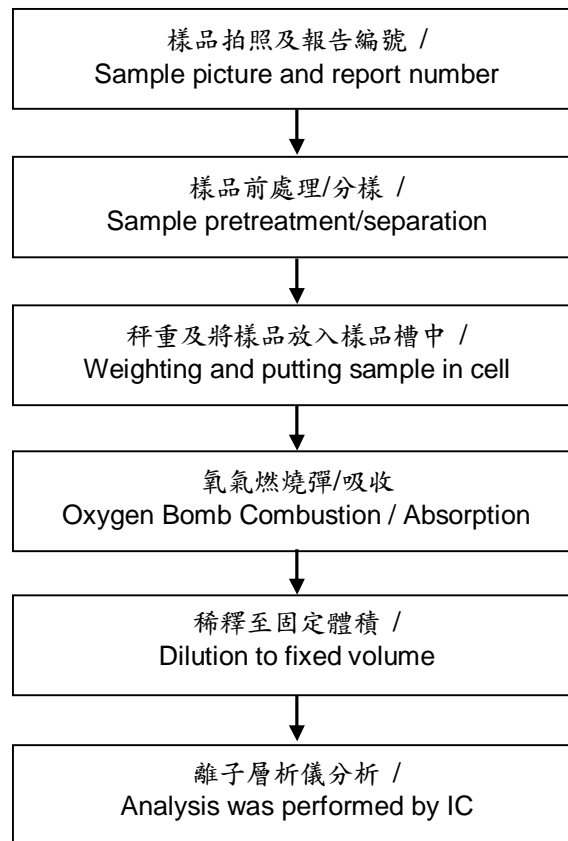 樣品拍照及報告編號 /
Sample picture and report number
樣品前處理/分樣 /
Sample pretreatment/separation
秤重及將樣品放入樣品槽中 /
Weighting and putting sample in cell
氧氣燃燒彈/吸收
Oxygen Bomb Combustion / Absorption
稀釋至固定體積 /
Dilution to fixed volume
離子層析儀分析 /
Analysis was performed by IC